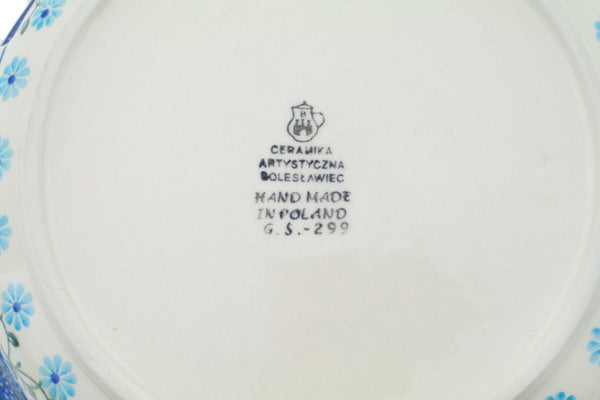 B
CERAMIKA
ARTYSTYCZNA
BOLESŁAWIEC
HAND MADE
IN POLAND
G.S.-299